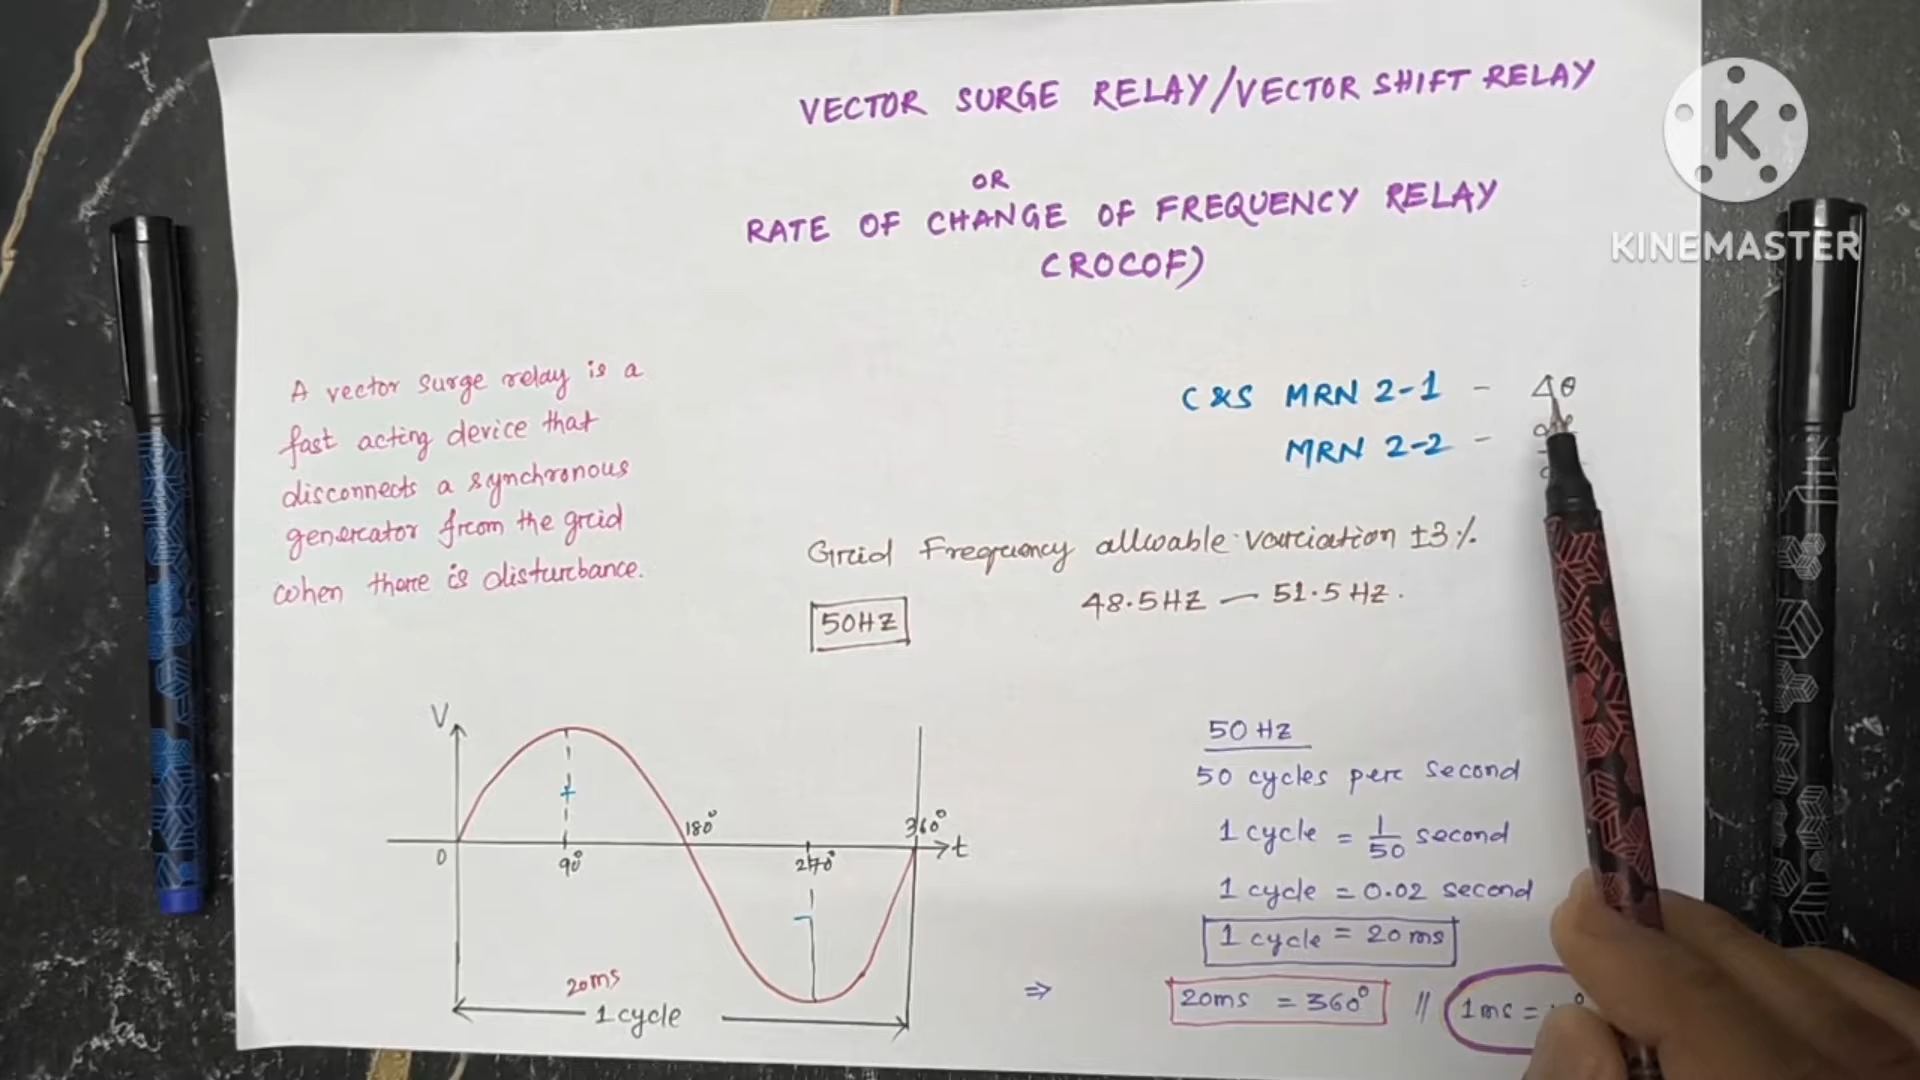 VECTOR SURGE RELAY/VECTOR SHIFT RELAY
OR
RATE OF CHANGE OF FREQUENCY RELAY
(ROCOF)
K
KINEMASTER
A vector surge relay is a
fast acting device that
disconnects a synchronous
generator from the grid
when there is disturbance.
C&S MRN 2-1 - Δθ
MRN 2-2 -
Grid Frequency allwable variation ±3%
48.5HZ — 51.5HZ.
50HZ
V
0
90°
180°
270°
360°
t
20ms
1 cycle
50 HZ
50 cycles per second
1 cycle = 1/50 second
1 cycle = 0.02 second
1 cycle = 20 ms
⇒ 20ms = 360° // 1ms =